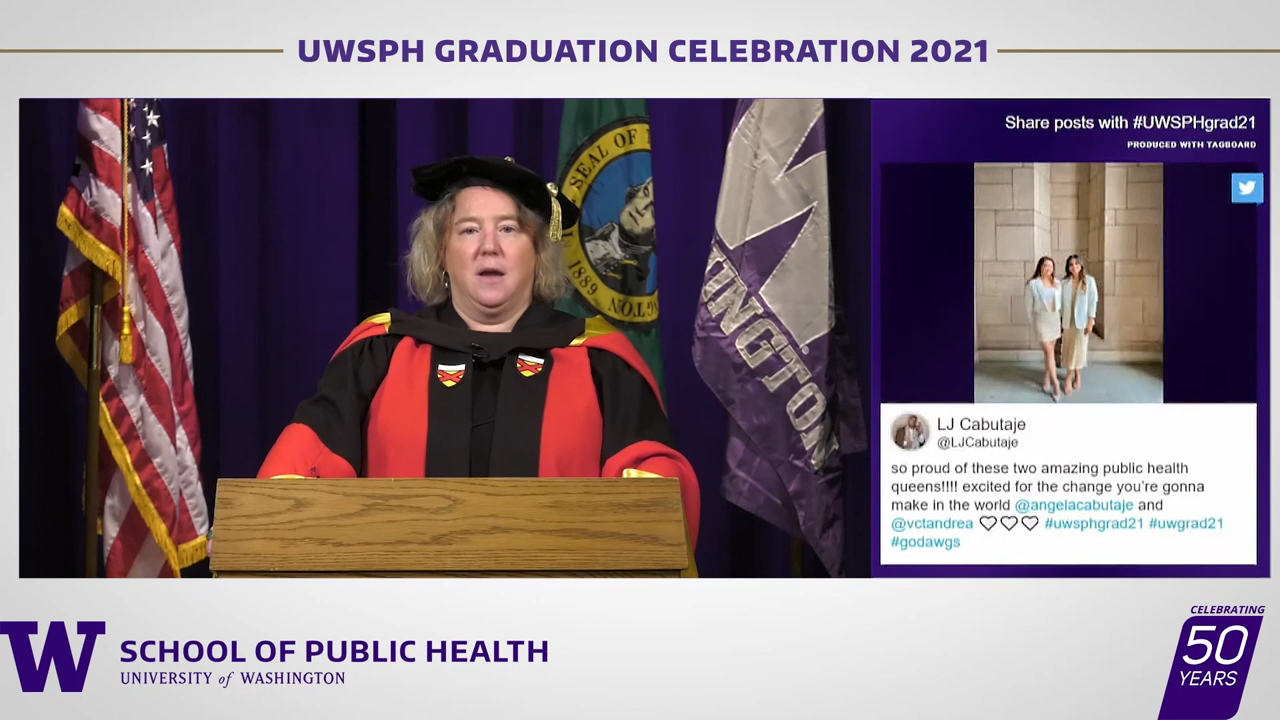 UWSPH GRADUATION CELEBRATION 2021
SEAL OF
1889
INGTON
Share posts with #UWSPHgrad21
PRODUCED WITH TAGBOARD
LJ Cabutaje
@LJCabutaje
so proud of these two amazing public health
queens!!!! excited for the change you're gonna
make in the world @angelacabutaje and
@vctandrea ♡♡♡ #uwsphgrad21 #uwgrad21
#godawgs
W
SCHOOL OF PUBLIC HEALTH
UNIVERSITY of WASHINGTON
CELEBRATING
50
YEARS